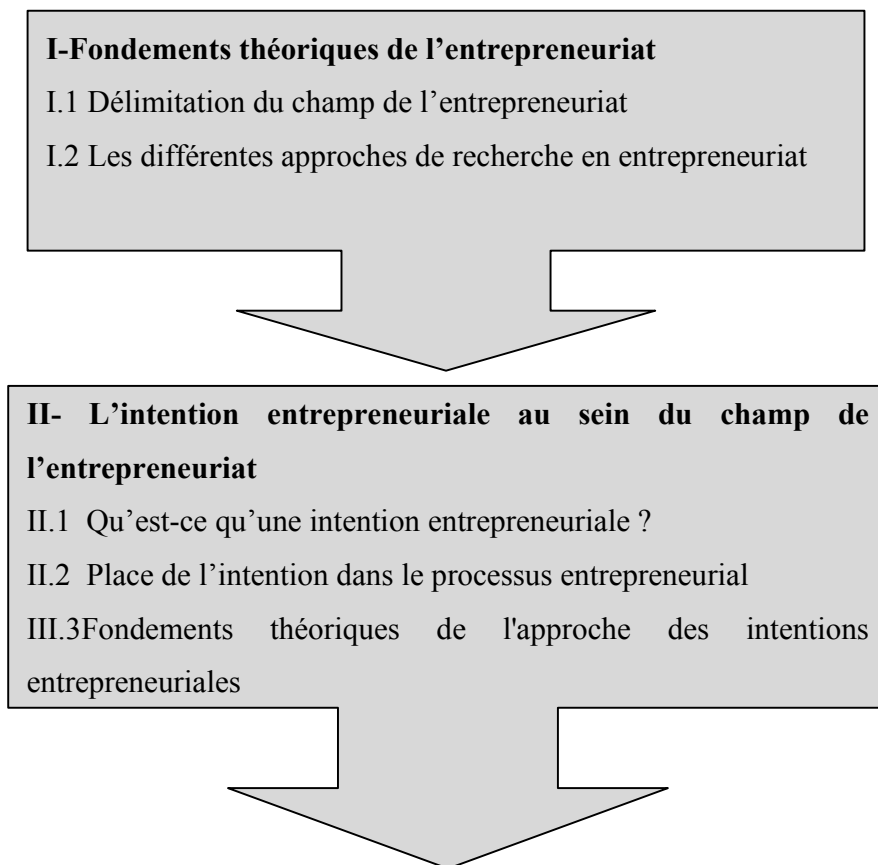 I-Fondements théoriques de l’entrepreneuriat
I.1 Délimitation du champ de l’entrepreneuriat
I.2 Les différentes approches de recherche en entrepreneuriat
II- L’intention entrepreneuriale au sein du champ de
l’entrepreneuriat
II.1 Qu’est-ce qu’une intention entrepreneuriale ?
II.2 Place de l’intention dans le processus entrepreneurial
III.3Fondements théoriques de l'approche des intentions
entrepreneuriales